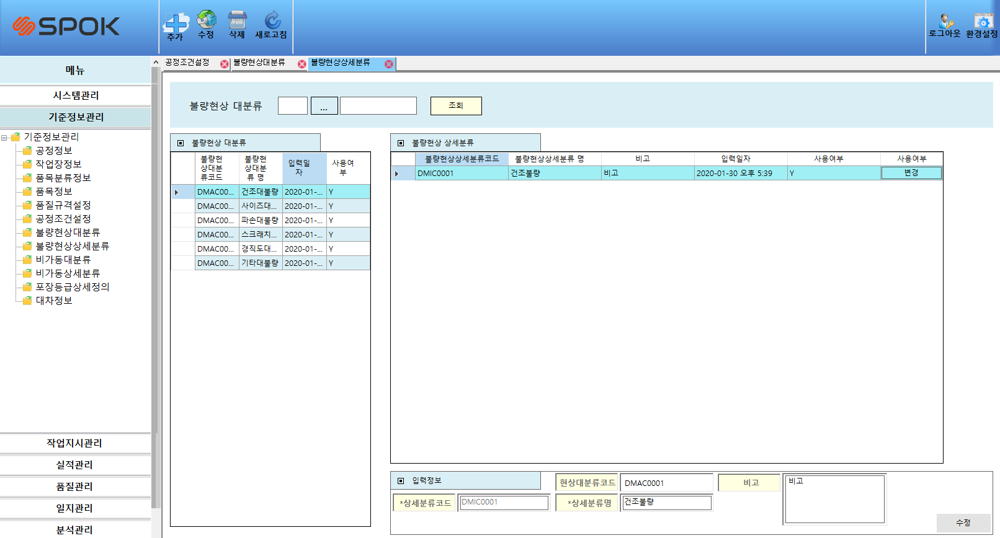 SPOK
추가
수정
삭제
새로고침
로그아웃
환경설정
메뉴
시스템관리
기준정보관리
기준정보관리
공정정보
작업장정보
품목분류정보
품목정보
품질규격설정
공정조건설정
불량현상대분류
불량현상상세분류
비가동대분류
비가동상세분류
포장등급상세정의
대차정보
작업지시관리
실적관리
품질관리
일지관리
분석관리
공정조건설정 불량현상대분류 불량현상상세분류
불량현상 대분류 ... 조회
불량현상 대분류
불량현
상대분
류코드
불량현
상대분
류 명
입력일
자
사용여
부
DMAC00... 건조대불량 2020-01-... Y
DMAC00... 사이즈대... 2020-01-... Y
DMAC00... 파손대불량 2020-01-... Y
DMAC00... 스크래치... 2020-01-... Y
DMAC00... 경직도대... 2020-01-... Y
DMAC00... 기타대불량 2020-01-... Y
불량현상 상세분류
불량현상상세분류코드 불량현상상세분류 명 비고 입력일자 사용여부 사용여부
DMIC0001 건조불량 비고 2020-01-30 오후 5:39 Y 변경
입력정보
현상대분류코드 DMAC0001 비고 비고
*상세분류코드 DMIC0001 *상세분류명 건조불량
수정